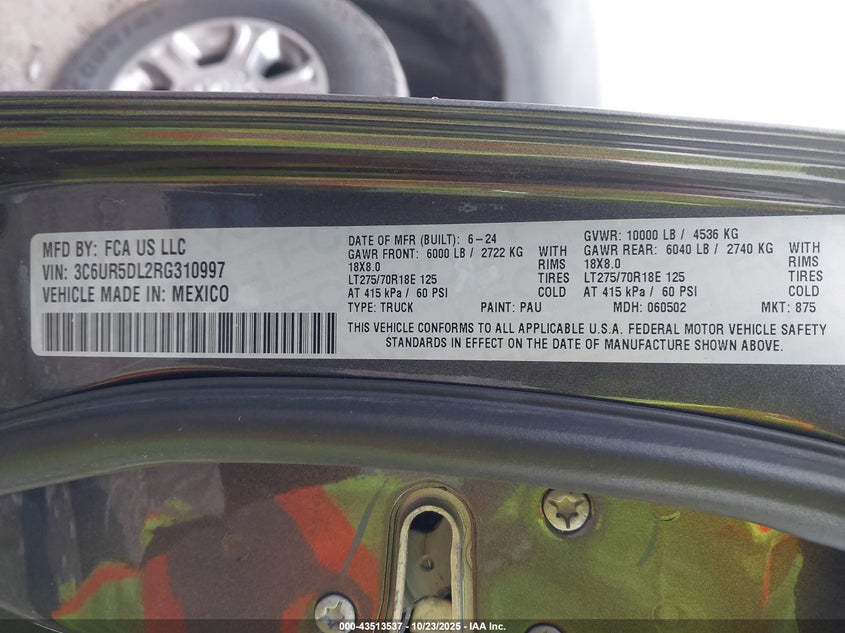 MFD BY: FCA US LLC
VIN: 3C6UR5DL2RG310997
VEHICLE MADE IN: MEXICO
DATE OF MFR (BUILT): 6-24
GAWR FRONT: 6000 LB / 2722 KG WITH
18X8.0 RIMS
LT275/70R18E 125 TIRES
AT 415 kPa / 60 PSI COLD
TYPE: TRUCK PAINT: PAU
GVWR: 10000 LB / 4536 KG
GAWR REAR: 6040 LB / 2740 KG WITH
18X8.0 RIMS
LT275/70R18E 125 TIRES
AT 415 kPa / 60 PSI COLD
MDH: 060502 MKT: 875
THIS VEHICLE CONFORMS TO ALL APPLICABLE U.S.A. FEDERAL MOTOR VEHICLE SAFETY
STANDARDS IN EFFECT ON THE DATE OF MANUFACTURE SHOWN ABOVE.
000-43513537 - 10/23/2025 - IAA Inc.